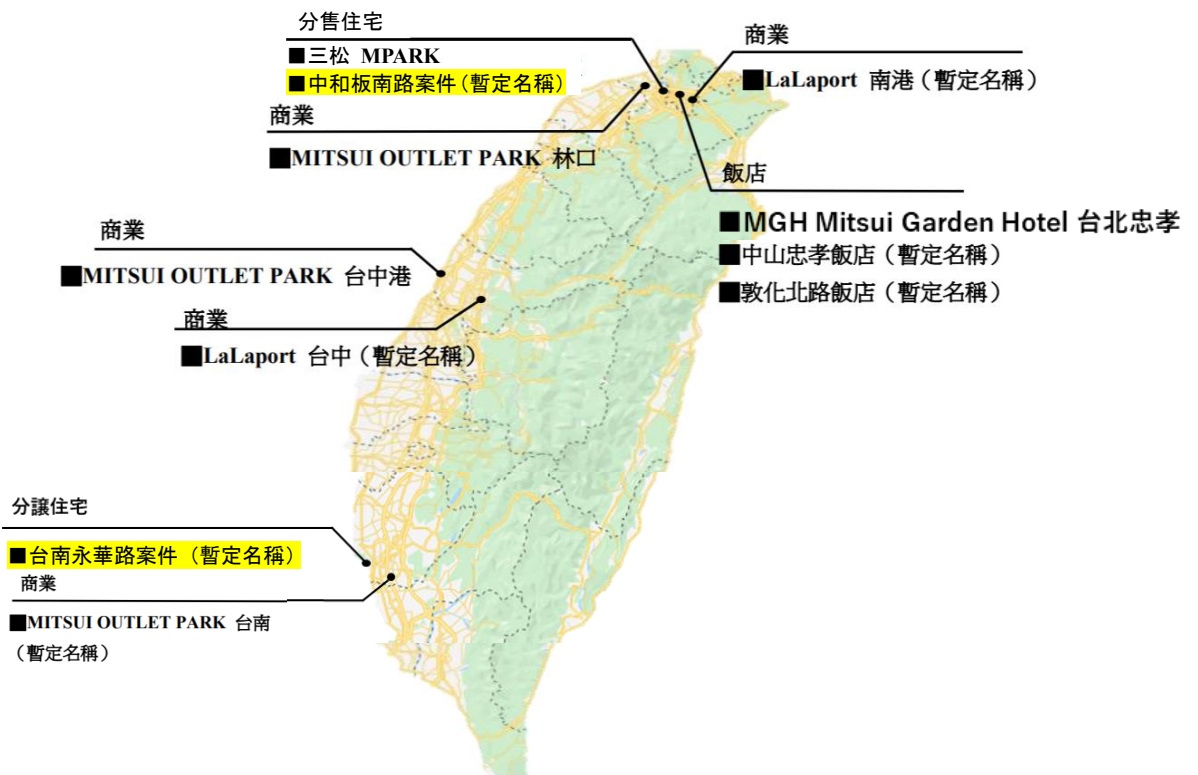 分售住宅
■三松 MPARK
■中和板南路案件(暫定名稱)
商業
■LaLaport 南港（暫定名稱）
商業
■MITSUI OUTLET PARK 林口
飯店
■MGH Mitsui Garden Hotel 台北忠孝
■中山忠孝飯店（暫定名稱）
■敦化北路飯店（暫定名稱）
商業
■MITSUI OUTLET PARK 台中港
商業
■LaLaport 台中（暫定名稱）
分譲住宅
■台南永華路案件（暫定名稱）
商業
■MITSUI OUTLET PARK 台南
（暫定名稱）